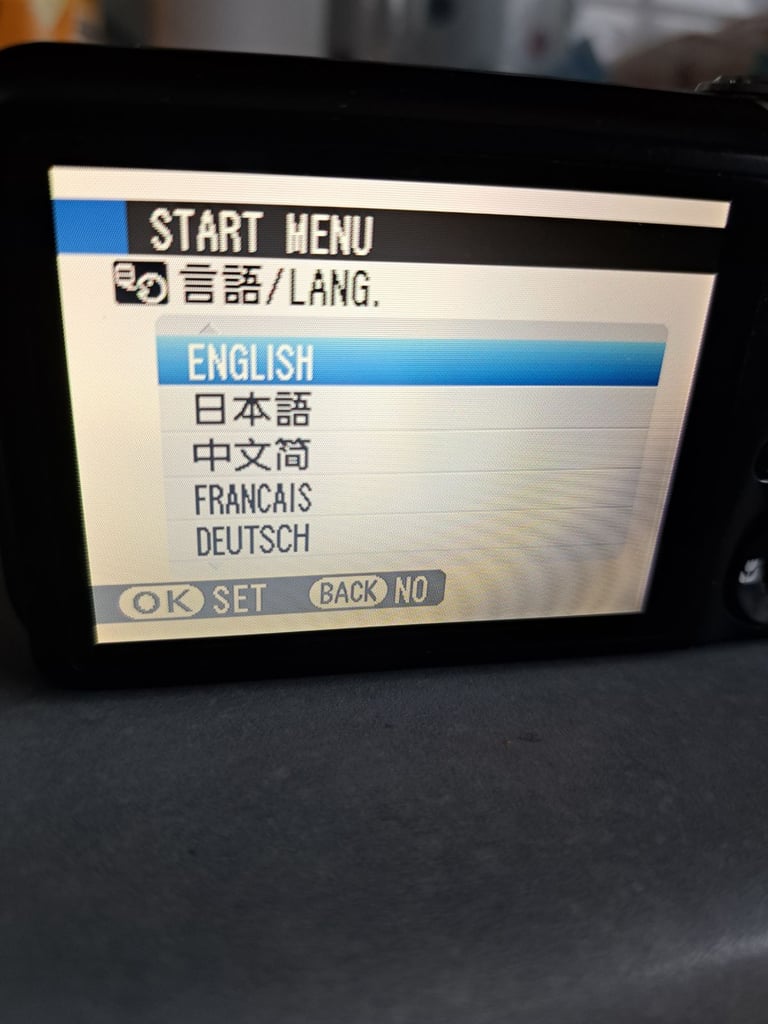 START MENU
言語/LANG.
ENGLISH
日本語
中文简
FRANCAIS
DEUTSCH
OK SET BACK NO